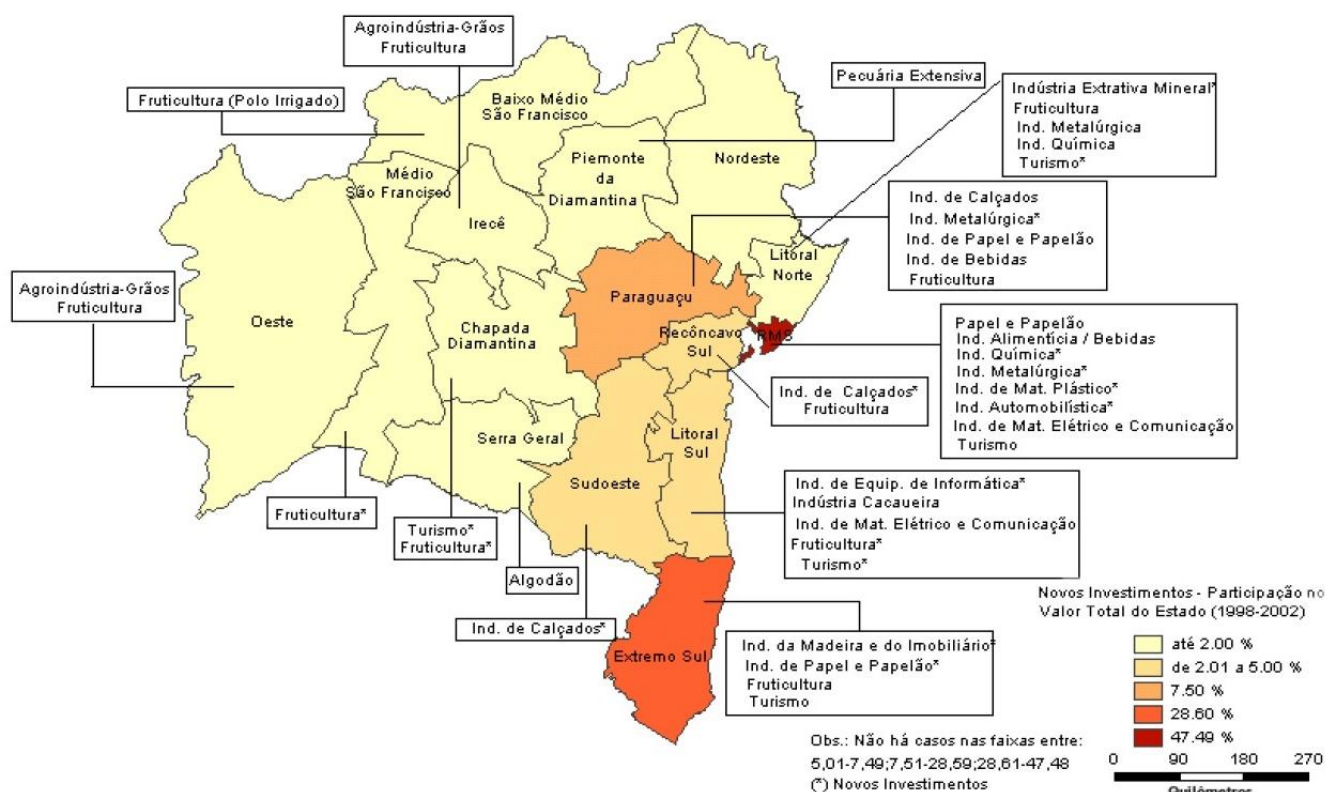 Agroindústria-Grãos
Fruticultura
Fruticultura (Polo Irrigado)
Pecuária Extensiva
Indústria Extrativa Mineral*
Fruticultura
Ind. Metalúrgica
Ind. Química
Turismo*
Baixo Médio
São Francisco
Médio
São Francisco
Irecê
Piemonte
da
Diamantina
Nordeste
Litoral
Norte
Ind. de Calçados
Ind. Metalúrgica*
Ind. de Papel e Papelão
Ind. de Bebidas
Fruticultura
Agroindústria-Grãos
Fruticultura
Oeste
Chapada
Diamantina
Paraguaçu
Recôncavo
Sul
RMS
Papel e Papelão
Ind. Alimentícia / Bebidas
Ind. Química*
Ind. Metalúrgica*
Ind. de Mat. Plástico*
Ind. Automobilística*
Ind. de Mat. Elétrico e Comunicação
Turismo
Ind. de Calçados*
Fruticultura
Serra Geral
Sudoeste
Litoral
Sul
Ind. de Equip. de Informática*
Indústria Cacaueira
Ind. de Mat. Elétrico e Comunicação
Fruticultura*
Turismo*
Fruticultura*
Turismo*
Fruticultura*
Algodão
Ind. de Calçados*
Extremo Sul
Ind. da Madeira e do Imobiliário*
Ind. de Papel e Papelão*
Fruticultura
Turismo
Novos Investimentos - Participação no
Valor Total do Estado (1998-2002)
até 2.00 %
de 2.01 a 5.00 %
7.50 %
28.60 %
47.49 %
Obs.: Não há casos nas faixas entre:
5,01-7,49;7,51-28,59;28,61-47,48
(*) Novos Investimentos
0 90 180 270
Quilômetros